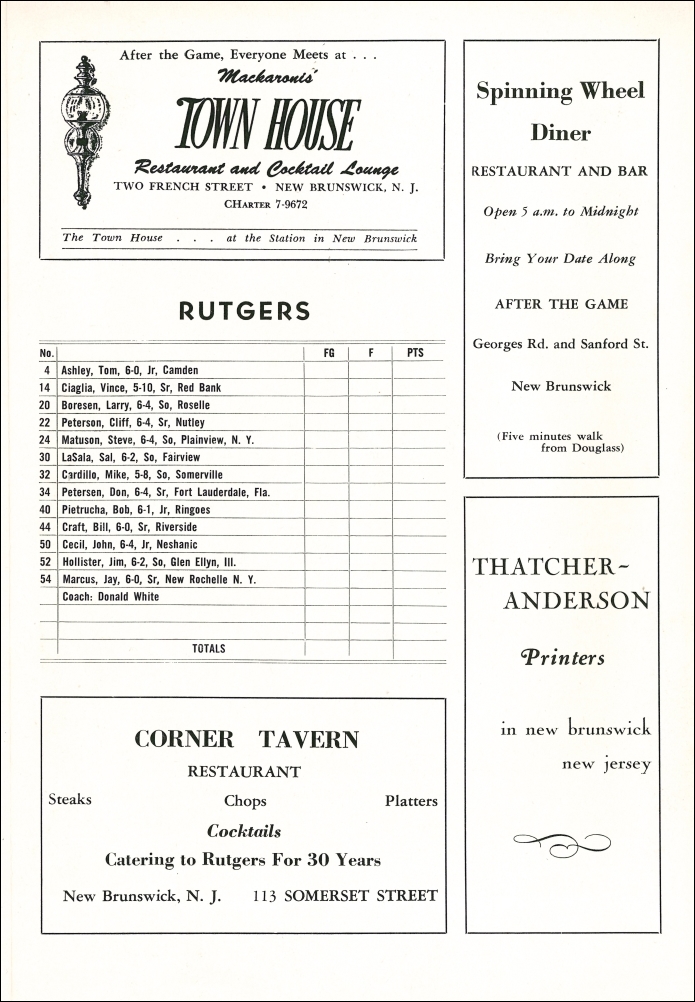 After the Game, Everyone Meets at . . .
Mackaronis'
TOWN HOUSE
Restaurant and Cocktail Lounge
TWO FRENCH STREET • NEW BRUNSWICK, N. J.
CHARTER 7-9672
The Town House . . . at the Station in New Brunswick
RUTGERS
No. FG F PTS
4 Ashley, Tom, 6-0, Jr, Camden
14 Ciaglia, Vince, 5-10, Sr, Red Bank
20 Boresen, Larry, 6-4, So, Roselle
22 Peterson, Cliff, 6-4, Sr, Nutley
24 Matuson, Steve, 6-4, So, Plainview, N. Y.
30 LaSala, Sal, 6-2, So, Fairview
32 Cardillo, Mike, 5-8, So, Somerville
34 Petersen, Don, 6-4, Sr, Fort Lauderdale, Fla.
40 Pietrucha, Bob, 6-1, Jr, Ringoes
44 Craft, Bill, 6-0, Sr, Riverside
50 Cecil, John, 6-4, Jr, Neshanic
52 Hollister, Jim, 6-2, So, Glen Ellyn, Ill.
54 Marcus, Jay, 6-0, Sr, New Rochelle N. Y.
Coach: Donald White
TOTALS
CORNER TAVERN
RESTAURANT
Steaks Chops Platters
Cocktails
Catering to Rutgers For 30 Years
New Brunswick, N. J. 113 SOMERSET STREET
Spinning Wheel
Diner
RESTAURANT AND BAR
Open 5 a.m. to Midnight
Bring Your Date Along
AFTER THE GAME
Georges Rd. and Sanford St.
New Brunswick
(Five minutes walk
from Douglass)
THATCHER~
ANDERSON
Printers
in new brunswick
new jersey